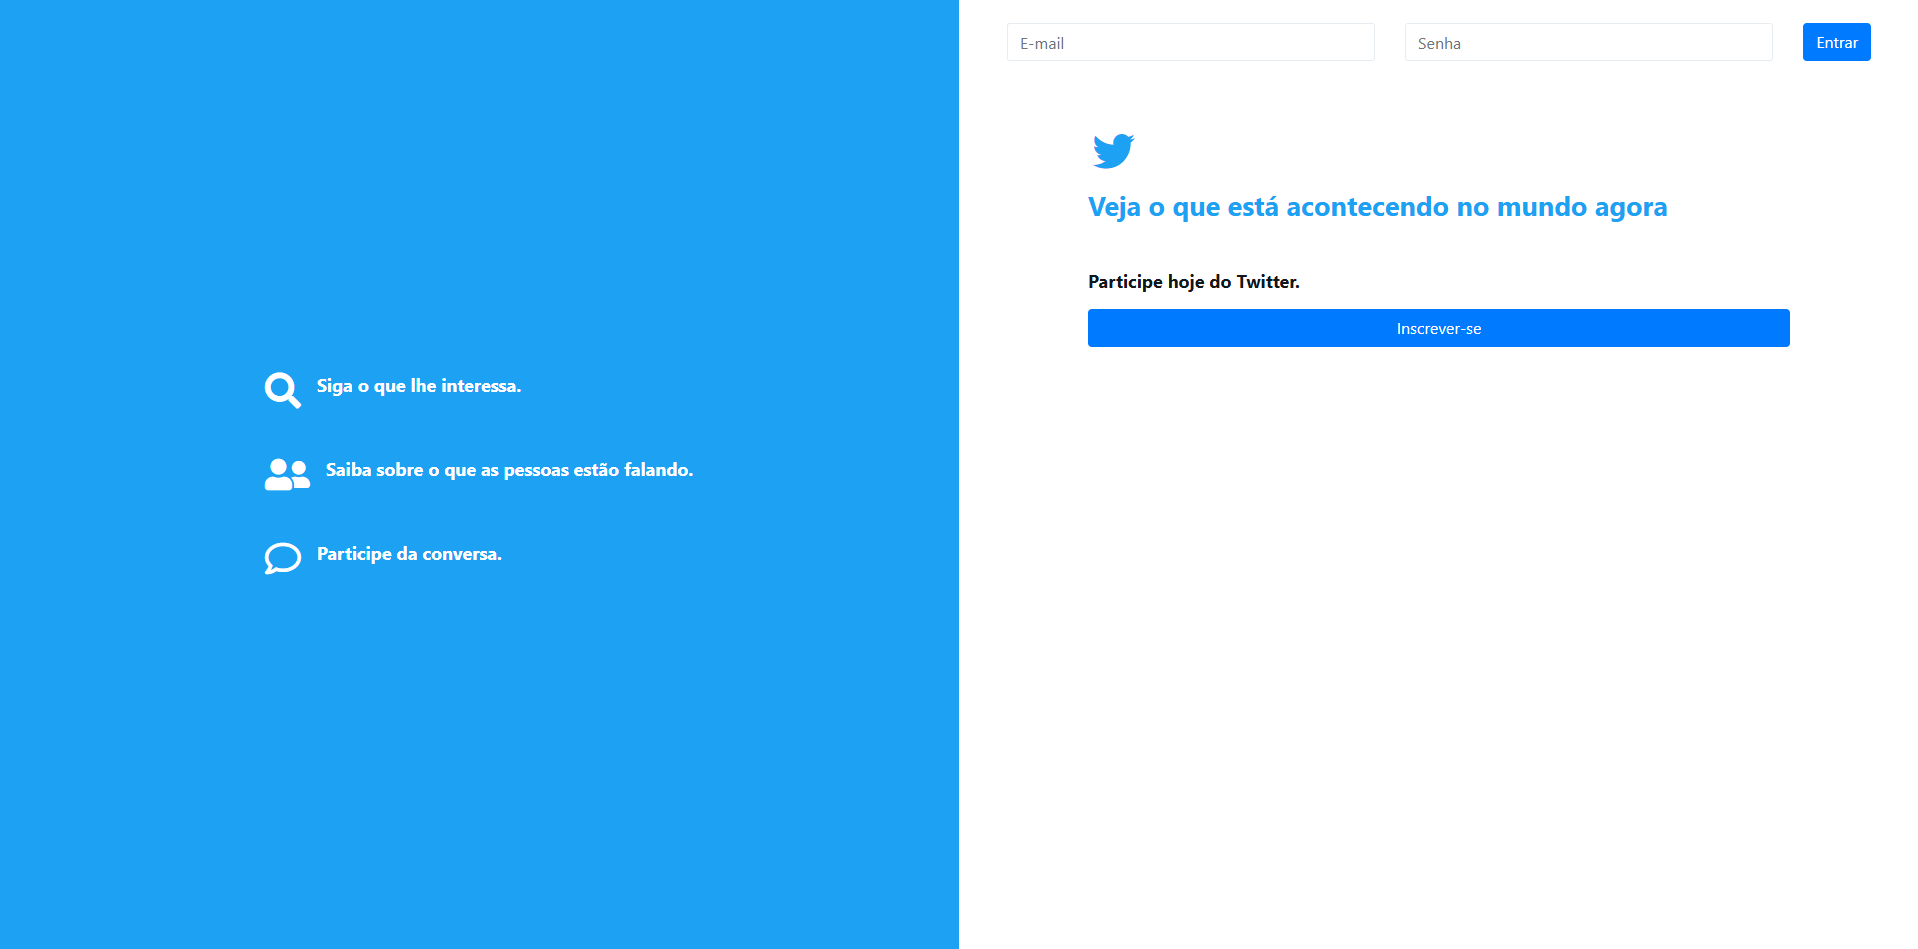 Siga o que lhe interessa.
Saiba sobre o que as pessoas estão falando.
Participe da conversa.
E-mail
Senha
Entrar
Veja o que está acontecendo no mundo agora
Participe hoje do Twitter.
Inscrever-se